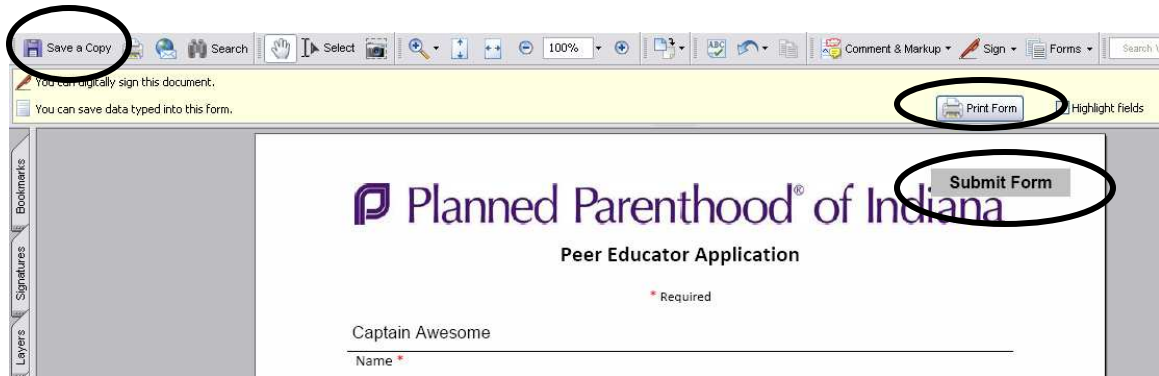 Save a Copy Search Select 100% Comment & Markup Sign Forms Search
You can digitally sign this document.
You can save data typed into this form. Print Form Highlight fields
Bookmarks
Signatures
Layers
Submit Form
Planned Parenthood® of Indiana
Peer Educator Application
* Required
Captain Awesome
Name *